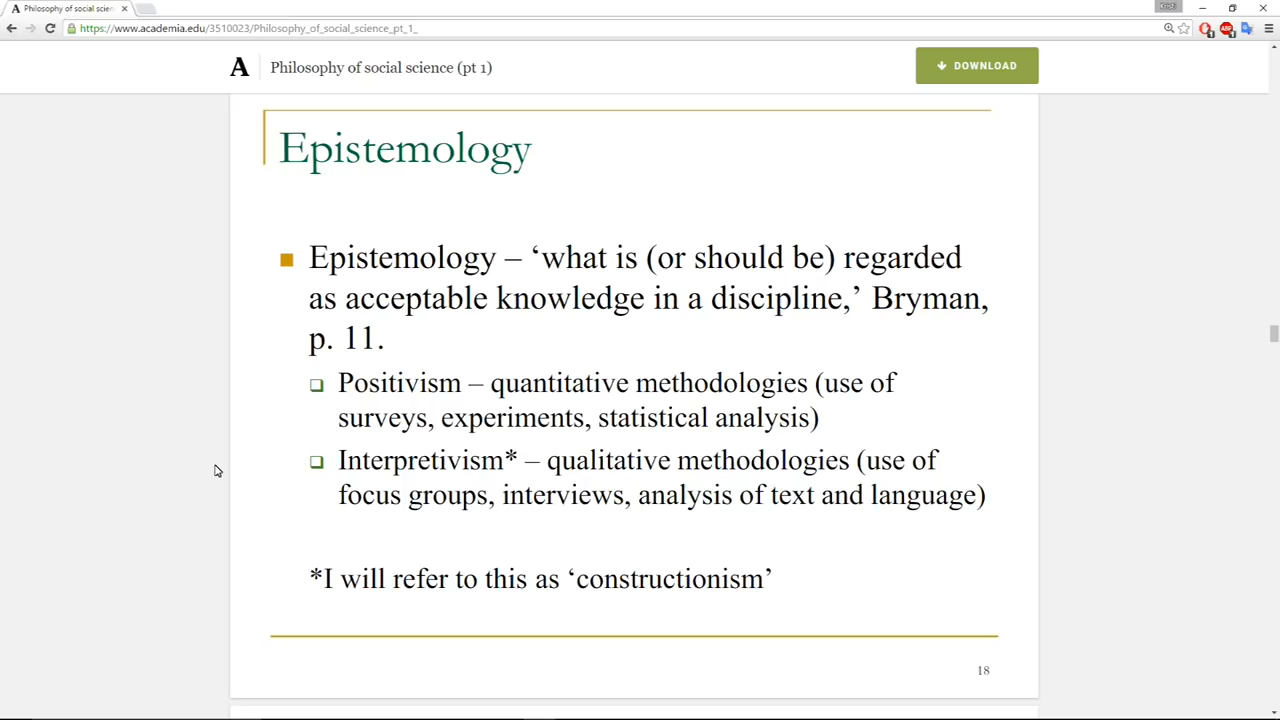 Philosophy of social scien
https://www.academia.edu/3510023/Philosophy_of_social_science_pt_1_
A
Philosophy of social science (pt 1)
DOWNLOAD
Epistemology
Epistemology – ‘what is (or should be) regarded
as acceptable knowledge in a discipline,’ Bryman,
p. 11.
Positivism – quantitative methodologies (use of
surveys, experiments, statistical analysis)
Interpretivism* – qualitative methodologies (use of
focus groups, interviews, analysis of text and language)
*I will refer to this as ‘constructionism’
18